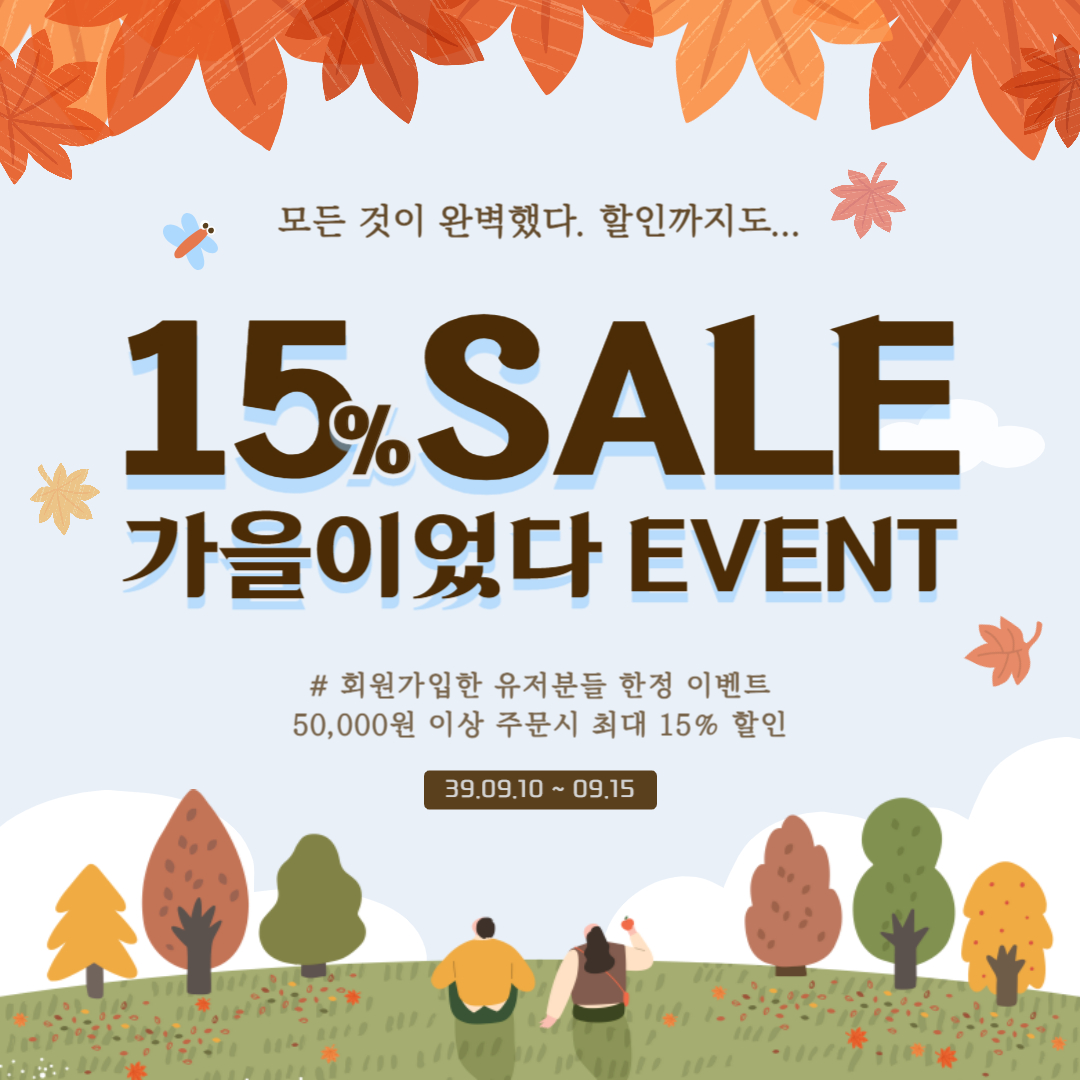 모든 것이 완벽했다. 할인까지도...
15% SALE
가을이었다 EVENT
# 회원가입한 유저분들 한정 이벤트
50,000원 이상 주문시 최대 15% 할인
39.09.10 ~ 09.15